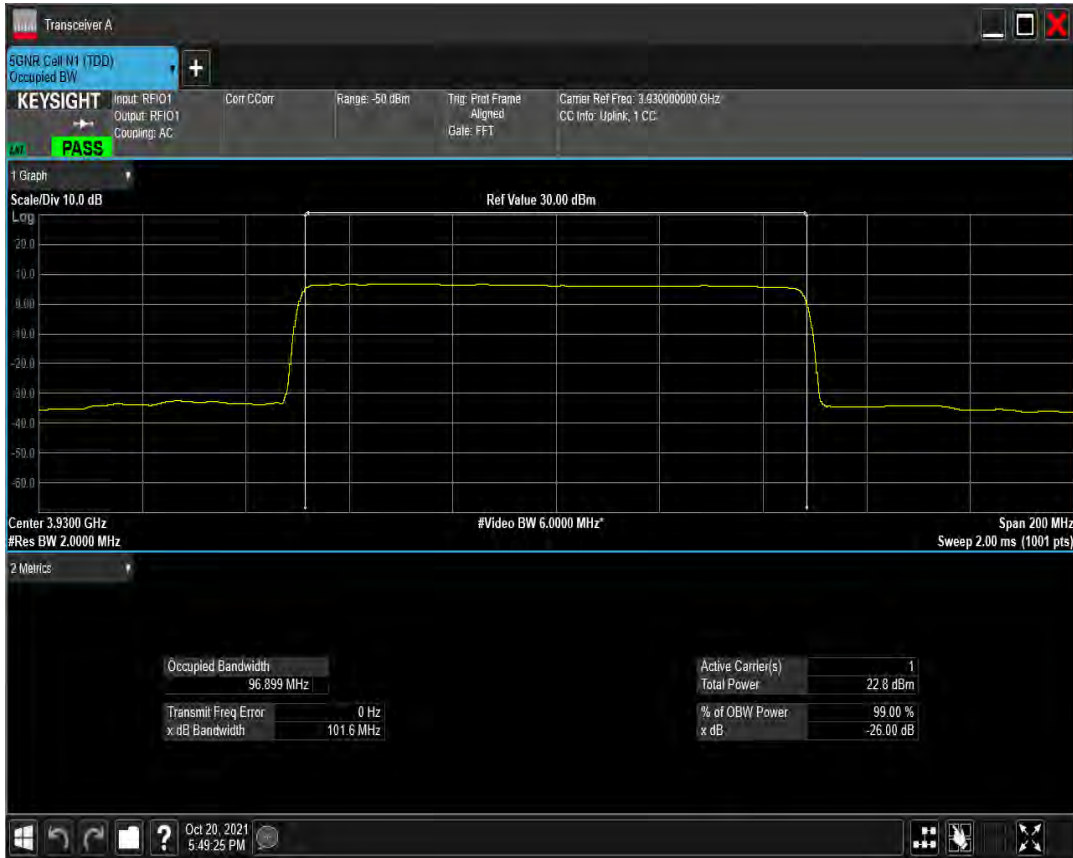 Transceiver A
5GNR Cell N1 (TDD)
Occupied BW
KEYSIGHT
Input: RFIO1
Output: RFIO1
Coupling: AC
Corr CCorr
Range: -50 dBm
Trig: Prot Frame
Aligned
Gate: FFT
Carrier Ref Freq: 3.930000000 GHz
CC Info: Uplink, 1 CC
PASS
1 Graph
Scale/Div 10.0 dB
Ref Value 30.00 dBm
Log
20.0
10.0
0.00
-10.0
-20.0
-30.0
-40.0
-50.0
-60.0
Center 3.9300 GHz
#Video BW 6.0000 MHz*
Span 200 MHz
#Res BW 2.0000 MHz
Sweep 2.00 ms (1001 pts)
2 Metrics
Occupied Bandwidth
96.899 MHz
Transmit Freq Error 0 Hz
x dB Bandwidth 101.6 MHz
Active Carrier(s) 1
Total Power 22.8 dBm
% of OBW Power 99.00 %
x dB -26.00 dB
Oct 20, 2021
5:49:25 PM